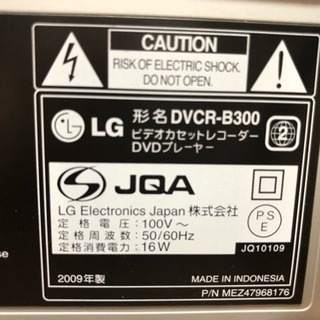 CAUTION
RISK OF ELECTRIC SHOCK
DO NOT OPEN.
LG 形名 DVCR-B300
ビデオカセットレコーダー
DVDプレーヤー
2
S JQA
LG Electronics Japan 株式会社
定格電圧: 100V～
定格周波数: 50/60Hz
定格消費電力: 16W
PS
E
JQ10109
se
2009年製
MADE IN INDONESIA
P/N MEZ47968176